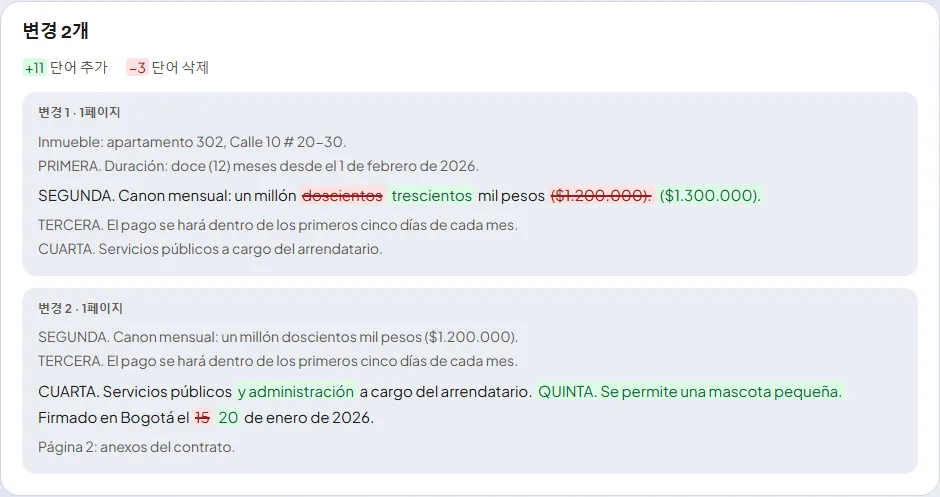 변경 2개
+11 단어 추가 −3 단어 삭제
변경 1 · 1페이지
Inmueble: apartamento 302, Calle 10 # 20–30.
PRIMERA. Duración: doce (12) meses desde el 1 de febrero de 2026.
SEGUNDA. Canon mensual: un millón doscientos trescientos mil pesos ($1.200.000). ($1.300.000).
TERCERA. El pago se hará dentro de los primeros cinco días de cada mes.
CUARTA. Servicios públicos a cargo del arrendatario.
변경 2 · 1페이지
SEGUNDA. Canon mensual: un millón doscientos mil pesos ($1.200.000).
TERCERA. El pago se hará dentro de los primeros cinco días de cada mes.
CUARTA. Servicios públicos y administración a cargo del arrendatario. QUINTA. Se permite una mascota pequeña.
Firmado en Bogotá el 15 20 de enero de 2026.
Página 2: anexos del contrato.